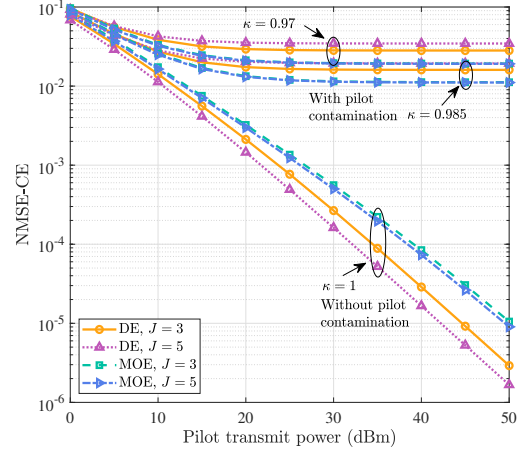 10^-1
10^-2
10^-3
10^-4
10^-5
10^-6
NMSE-CE
κ = 0.97
With pilot
contamination
κ = 0.985
κ = 1
Without pilot
contamination
DE, J = 3
DE, J = 5
MOE, J = 3
MOE, J = 5
0 10 20 30 40 50
Pilot transmit power (dBm)